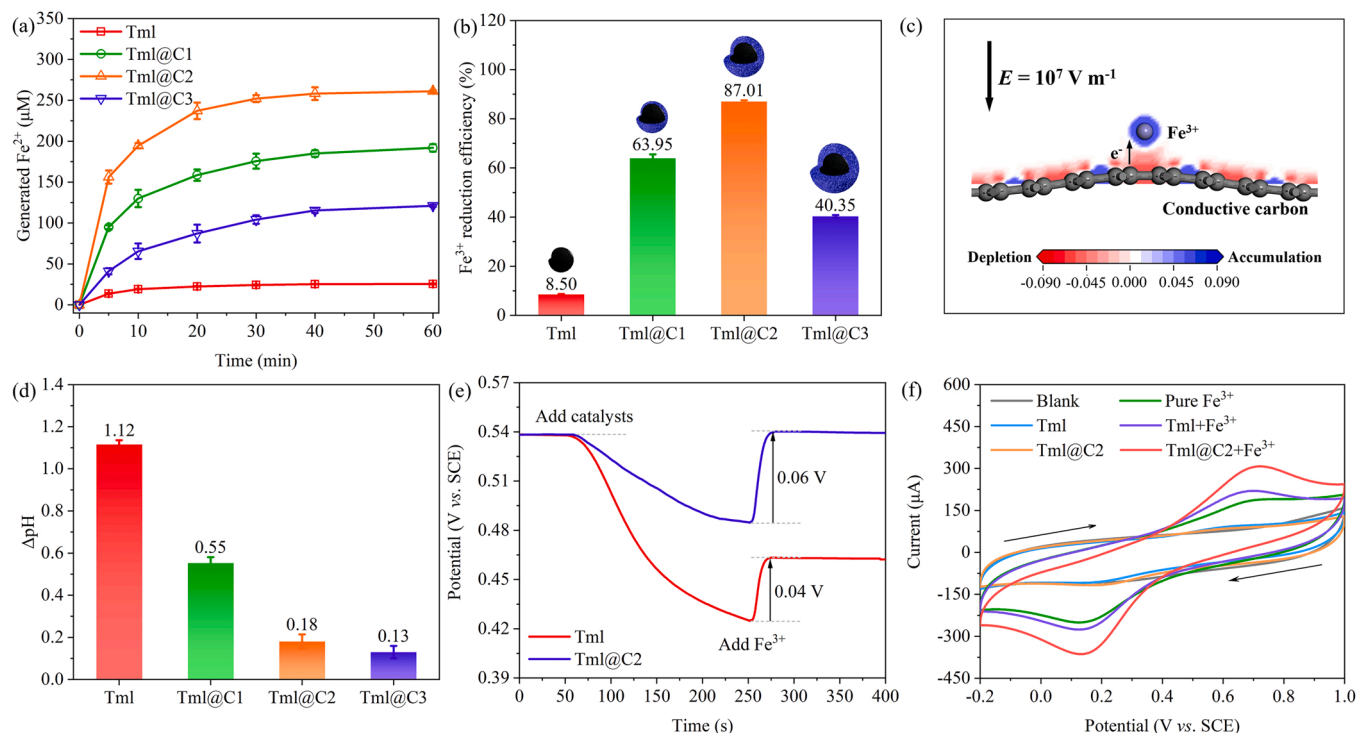 (a)
Tml
Tml@C1
Tml@C2
Tml@C3
Generated Fe²⁺ (μM)
350
300
250
200
150
100
50
0
0 10 20 30 40 50 60
Time (min)
(b)
Fe³⁺ reduction efficiency (%)
120
100
80
60
40
20
0
8.50
63.95
87.01
40.35
Tml Tml@C1 Tml@C2 Tml@C3
(c)
E = 10⁷ V m⁻¹
Fe³⁺
e⁻
Conductive carbon
Depletion Accumulation
-0.090 -0.045 0.000 0.045 0.090
(d)
ΔpH
1.4
1.2
1.0
0.8
0.6
0.4
0.2
0.0
1.12
0.55
0.18
0.13
Tml Tml@C1 Tml@C2 Tml@C3
(e)
Potential (V vs. SCE)
0.57
0.54
0.51
0.48
0.45
0.42
0.39
Add catalysts
0.06 V
0.04 V
Add Fe³⁺
Tml
Tml@C2
0 50 100 150 200 250 300 350 400
Time (s)
(f)
Current (μA)
600
450
300
150
0
-150
-300
-450
Blank Pure Fe³⁺
Tml Tml+Fe³⁺
Tml@C2 Tml@C2+Fe³⁺
-0.2 0.0 0.2 0.4 0.6 0.8 1.0
Potential (V vs. SCE)